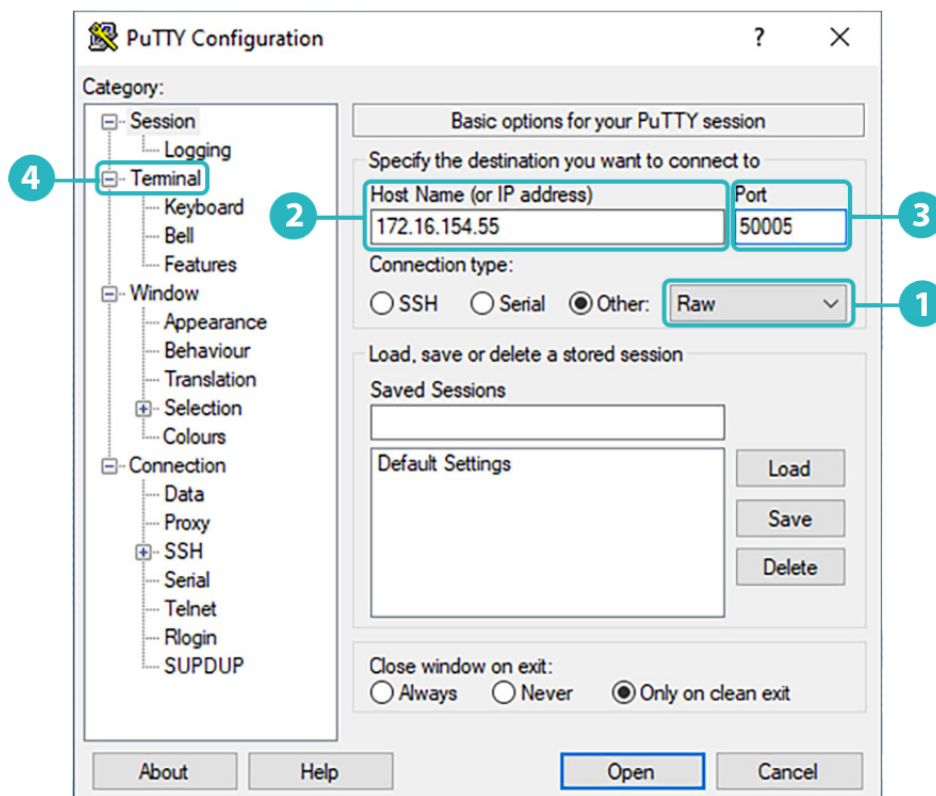 PuTTY Configuration
?
Category:
Session
Logging
4
Terminal
Keyboard
Bell
Features
Window
Appearance
Behaviour
Translation
Selection
Colours
Connection
Data
Proxy
SSH
Serial
Telnet
Rlogin
SUPDUP
Basic options for your PuTTY session
Specify the destination you want to connect to
Host Name (or IP address) Port
2
172.16.154.55 50005
3
Connection type:
SSH Serial Other: Raw
1
Load, save or delete a stored session
Saved Sessions
Default Settings
Load
Save
Delete
Close window on exit:
Always Never Only on clean exit
About Help Open Cancel